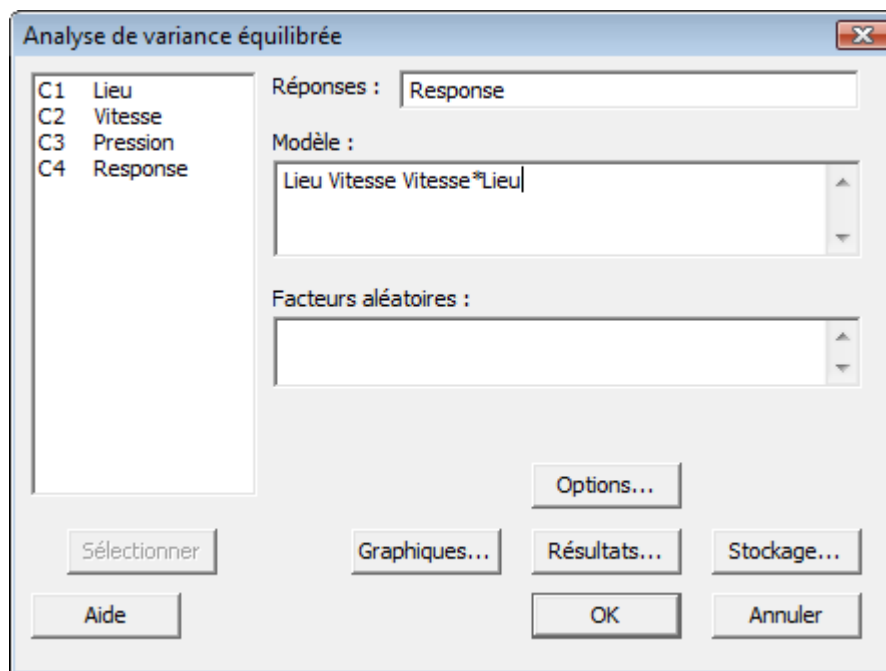 Analyse de variance équilibrée
C1 Lieu
C2 Vitesse
C3 Pression
C4 Response
Réponses : Response
Modèle :
Lieu Vitesse Vitesse*Lieu
Facteurs aléatoires :
Options...
Sélectionner Graphiques... Résultats... Stockage...
Aide OK Annuler